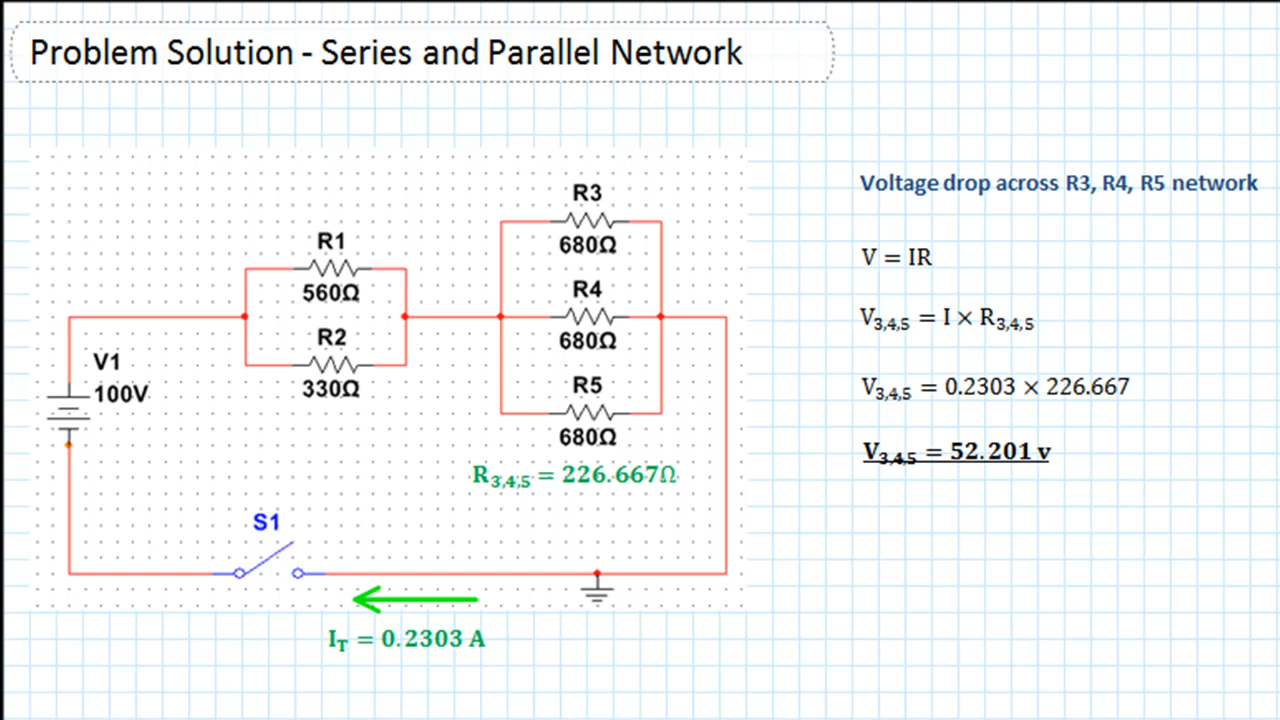 Problem Solution - Series and Parallel Network
Voltage drop across R3, R4, R5 network
V = IR
V3,4,5 = I × R3,4,5
V3,4,5 = 0.2303 × 226.667
V3,4,5 = 52.201 v
R3
680Ω
R1
560Ω
R4
680Ω
R2
330Ω
V1
100V
R5
680Ω
R3,4,5 = 226.667Ω
S1
IT = 0.2303 A